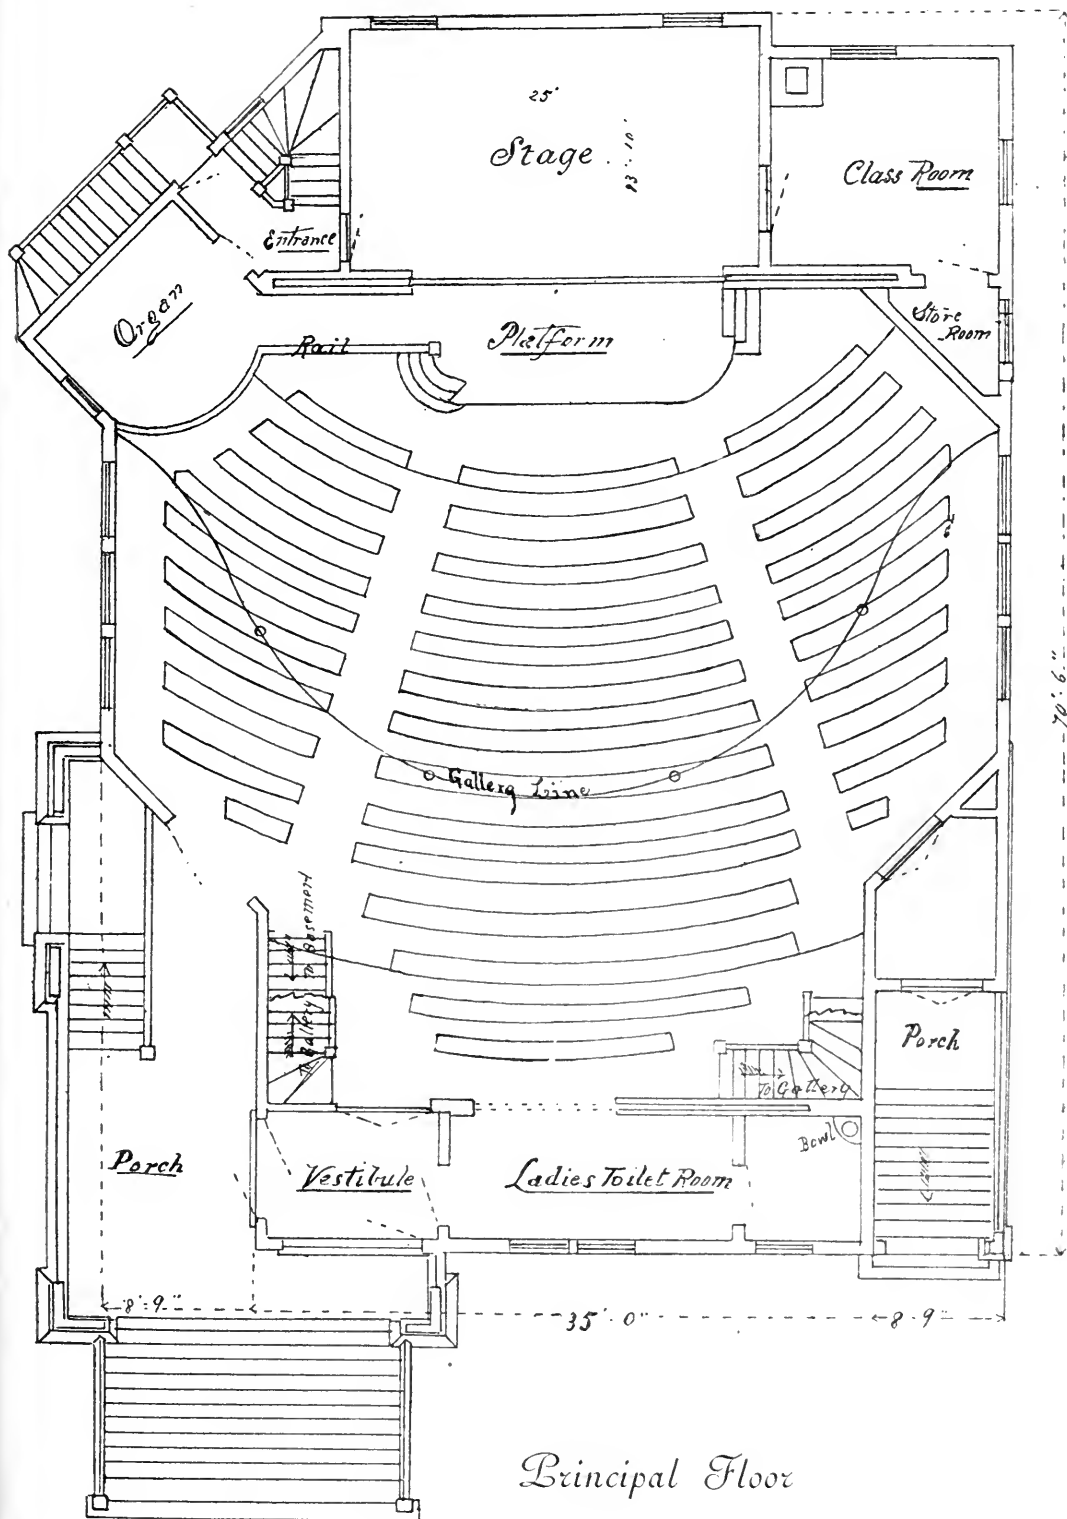 25'
Stage
13'.10'
Class Room
Entrance
Organ
Store
Room
Rail
Platform
70'.6."
Gallery Line
To Basement
To Gallery
Porch
To Gallery
Bowl
Porch
Vestibule
Ladies Toilet Room
8'.9."
35'.0"
8.9"
Principal Floor